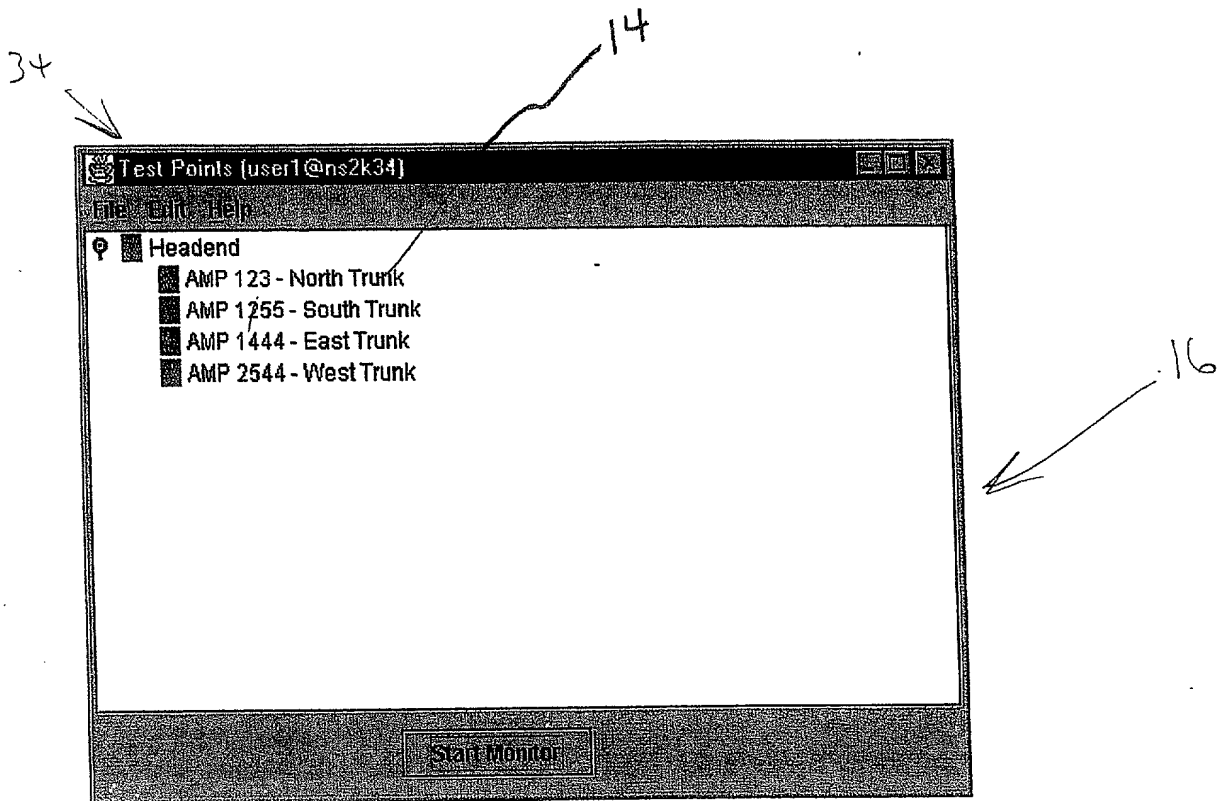 14
34
Test Points (user1@ns2k34)
File Edit Help
Headend
AMP 123 - North Trunk
AMP 1255 - South Trunk
AMP 1444 - East Trunk
AMP 2544 - West Trunk
16
Start Monitor